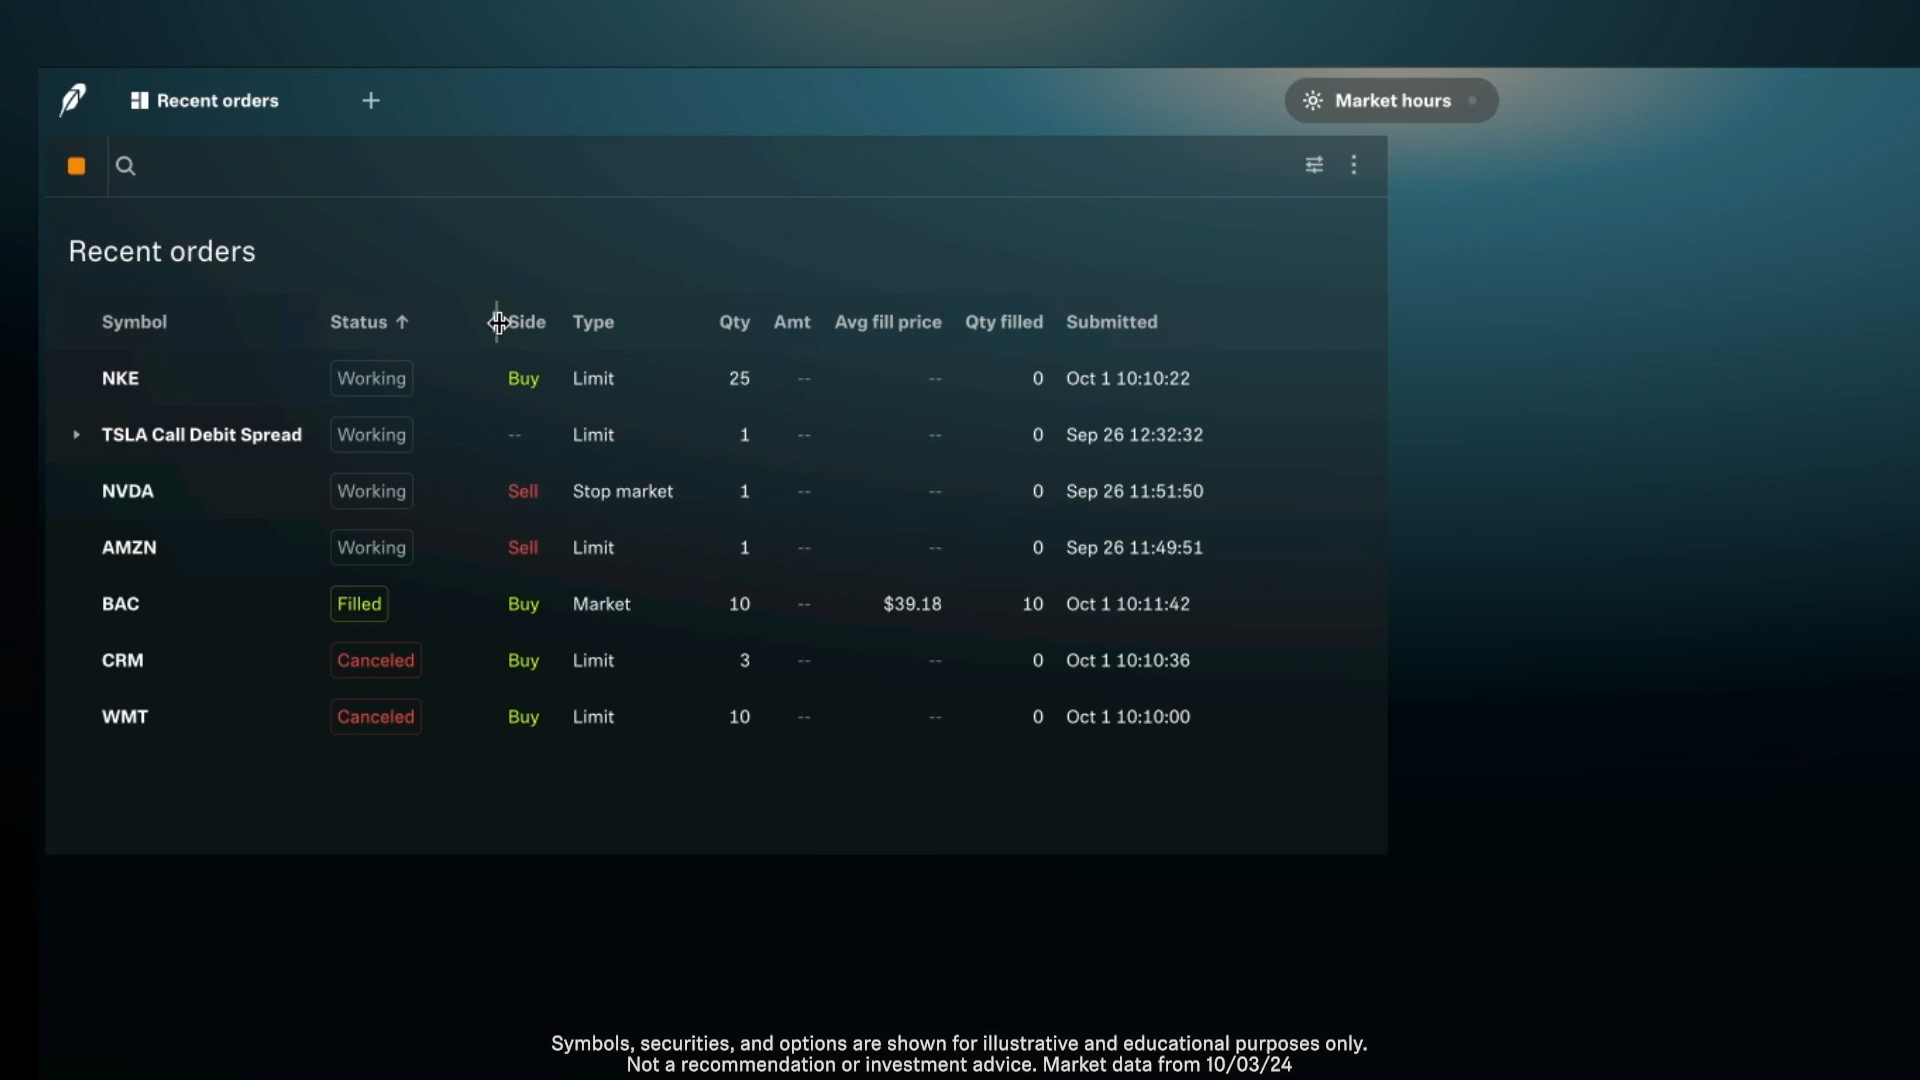 Recent orders
Market hours
Recent orders
Symbol Status ↑ Side Type Qty Amt Avg fill price Qty filled Submitted
NKE Working Buy Limit 25 -- -- 0 Oct 1 10:10:22
TSLA Call Debit Spread Working -- Limit 1 -- -- 0 Sep 26 12:32:32
NVDA Working Sell Stop market 1 -- -- 0 Sep 26 11:51:50
AMZN Working Sell Limit 1 -- -- 0 Sep 26 11:49:51
BAC Filled Buy Market 10 -- $39.18 10 Oct 1 10:11:42
CRM Canceled Buy Limit 3 -- -- 0 Oct 1 10:10:36
WMT Canceled Buy Limit 10 -- -- 0 Oct 1 10:10:00
Symbols, securities, and options are shown for illustrative and educational purposes only.
Not a recommendation or investment advice. Market data from 10/03/24